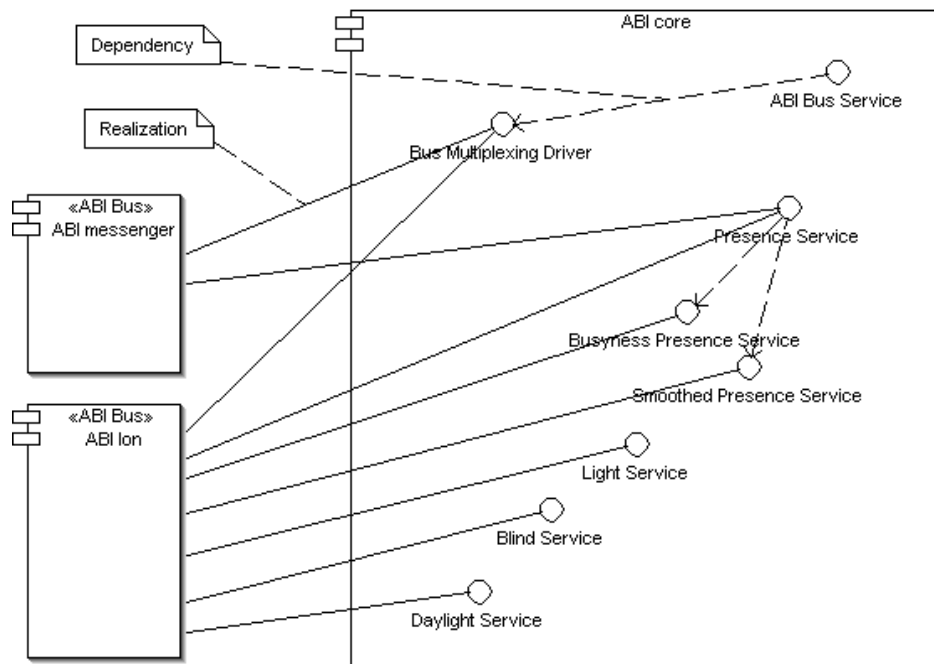 ABI core
Dependency
ABI Bus Service
Realization
Bus Multiplexing Driver
«ABI Bus»
ABI messenger
Presence Service
Busyness Presence Service
Smoothed Presence Service
«ABI Bus»
ABI lon
Light Service
Blind Service
Daylight Service